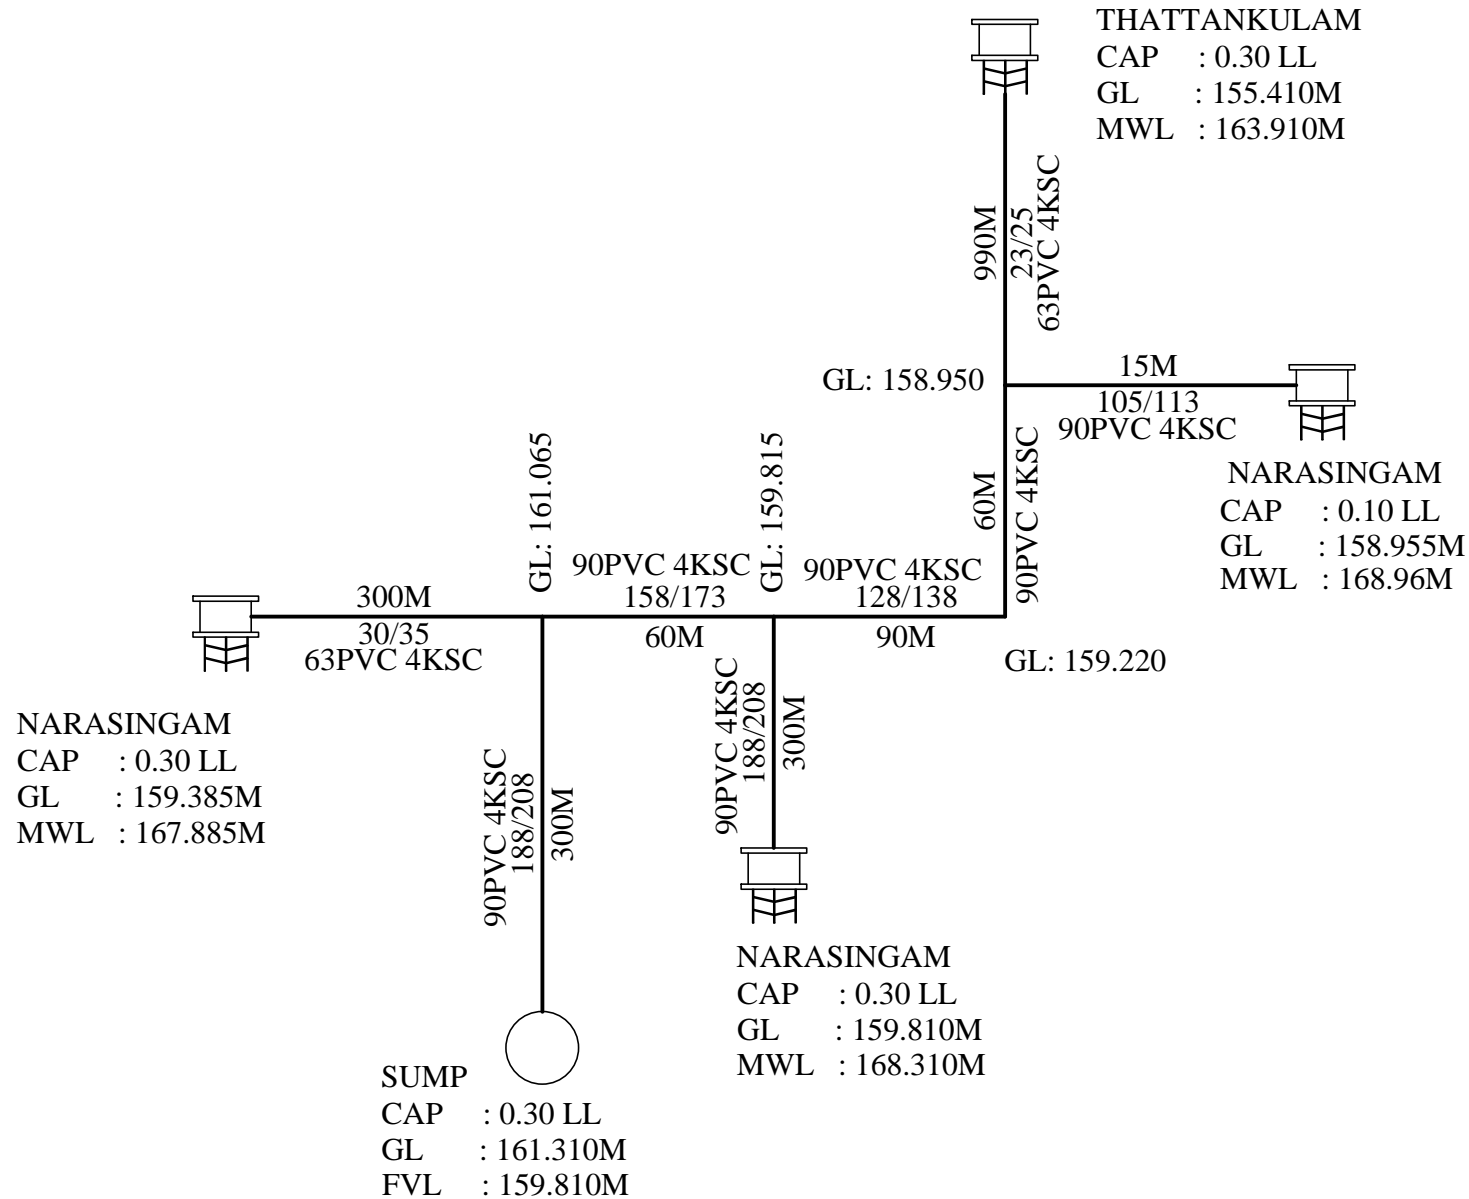 THATTANKULAM
CAP : 0.30 LL
GL : 155.410M
MWL : 163.910M
990M
23/25
63PVC 4KSC
GL: 158.950
15M
105/113
90PVC 4KSC
NARASINGAM
CAP : 0.10 LL
GL : 158.955M
MWL : 168.96M
60M
90PVC 4KSC
GL: 161.065
GL: 159.815
90PVC 4KSC
158/173
60M
90PVC 4KSC
128/138
90M
GL: 159.220
300M
30/35
63PVC 4KSC
NARASINGAM
CAP : 0.30 LL
GL : 159.385M
MWL : 167.885M
90PVC 4KSC
188/208
300M
90PVC 4KSC
188/208
300M
NARASINGAM
CAP : 0.30 LL
GL : 159.810M
MWL : 168.310M
SUMP
CAP : 0.30 LL
GL : 161.310M
FVL : 159.810M